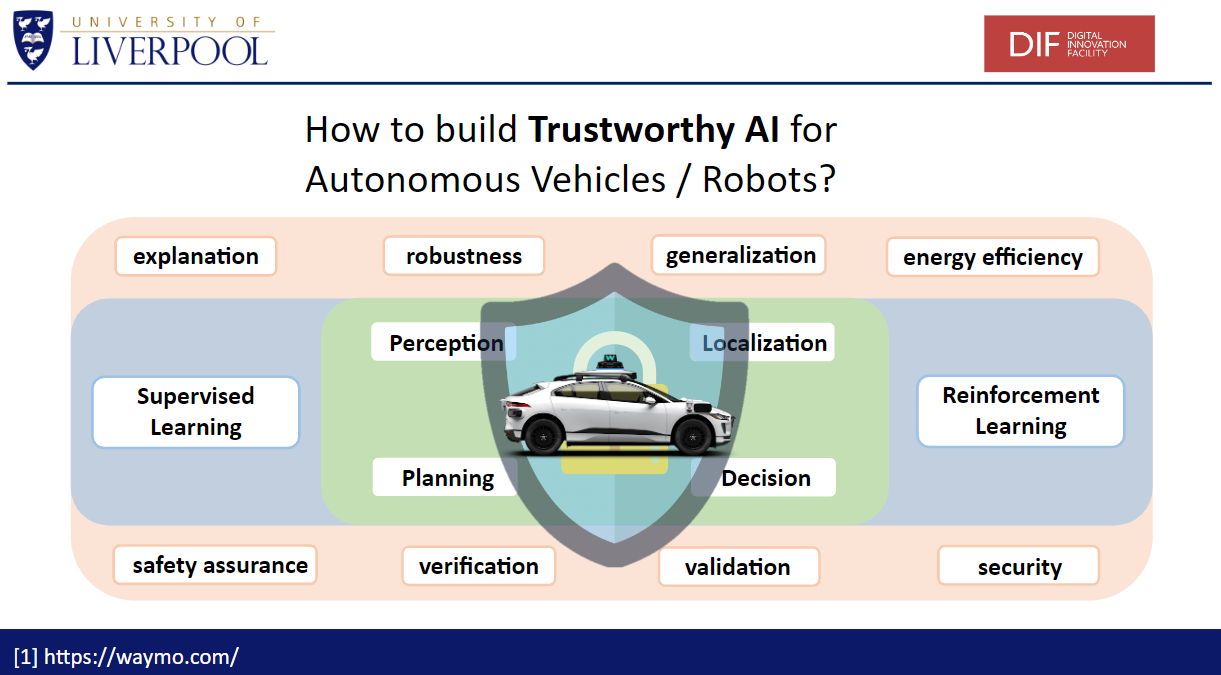 UNIVERSITY OF
LIVERPOOL
DIF DIGITAL
INNOVATION
FACILITY
How to build Trustworthy AI for
Autonomous Vehicles / Robots?
explanation
robustness
generalization
energy efficiency
Perception
Localization
Supervised
Learning
Reinforcement
Learning
Planning
Decision
safety assurance
verification
validation
security
[1] https://waymo.com/